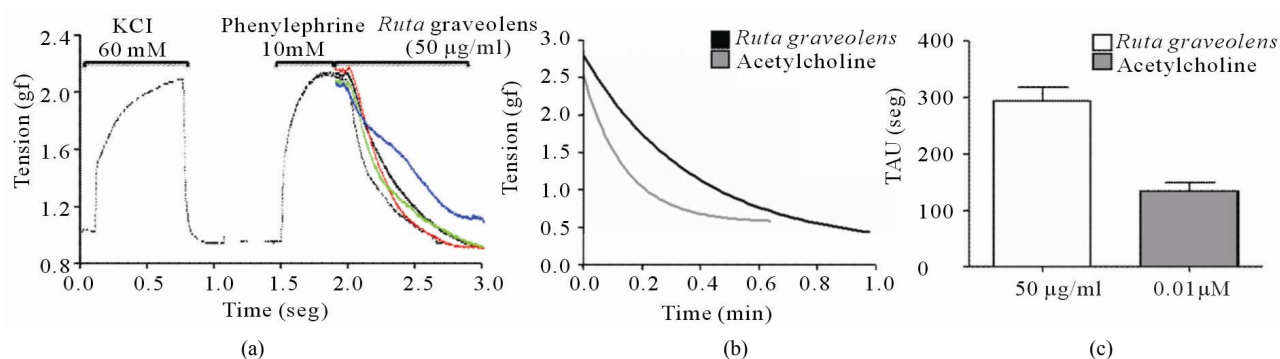 KCI
60 mM
Phenylephrine
10mM
Ruta graveolens
(50 µg/ml)
2.4
2.0
1.6
1.2
0.8
Tension (gf)
0.0 0.5 1.0 1.5 2.0 2.5 3.0
Time (seg)
(a)
Ruta graveolens
Acetylcholine
3.0
2.5
2.0
1.5
1.0
0.5
0.0
Tension (gf)
0.0 0.2 0.4 0.6 0.8 1.0
Time (min)
(b)
Ruta graveolens
Acetylcholine
400
300
200
100
0
TAU (seg)
50 µg/ml 0.01µM
(c)